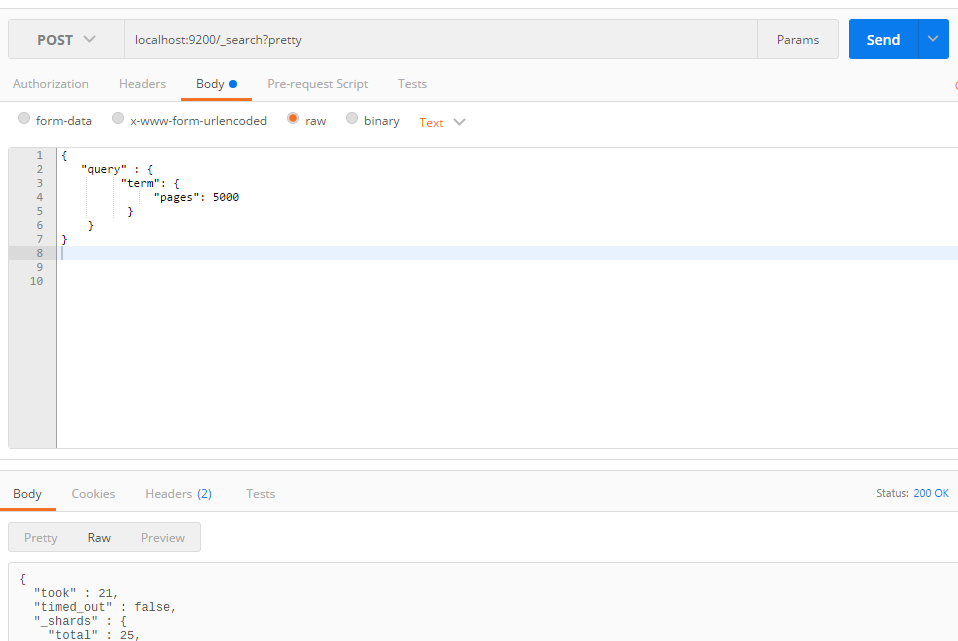 POST localhost:9200/_search?pretty Params Send
Authorization Headers Body Pre-request Script Tests
form-data x-www-form-urlencoded raw binary Text
1 {
2 "query" : {
3 "term": {
4 "pages": 5000
5 }
6 }
7 }
8
9
10
Body Cookies Headers (2) Tests Status: 200 OK
Pretty Raw Preview
{
"took" : 21,
"timed_out" : false,
"_shards" : {
"total" : 25,